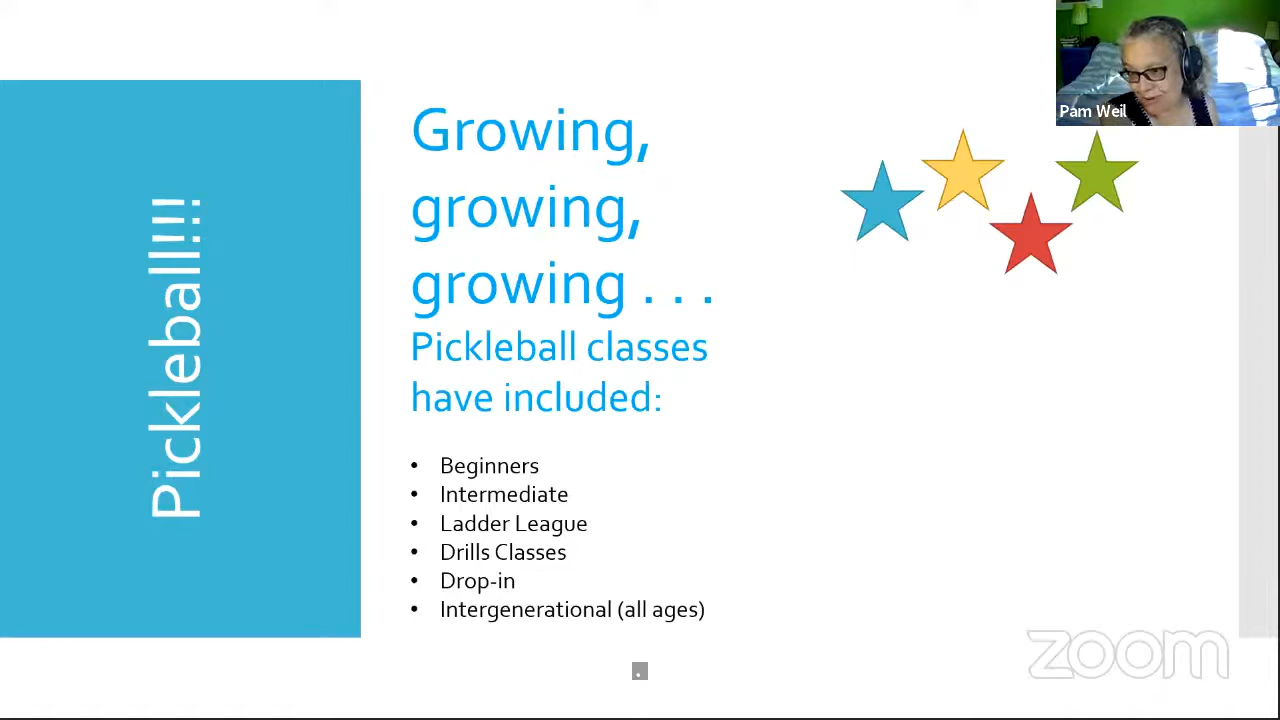 Pickleball!!!
Growing,
growing,
growing . . .
Pickleball classes
have included:
• Beginners
• Intermediate
• Ladder League
• Drills Classes
• Drop-in
• Intergenerational (all ages)
Pam Weil
zoom
.